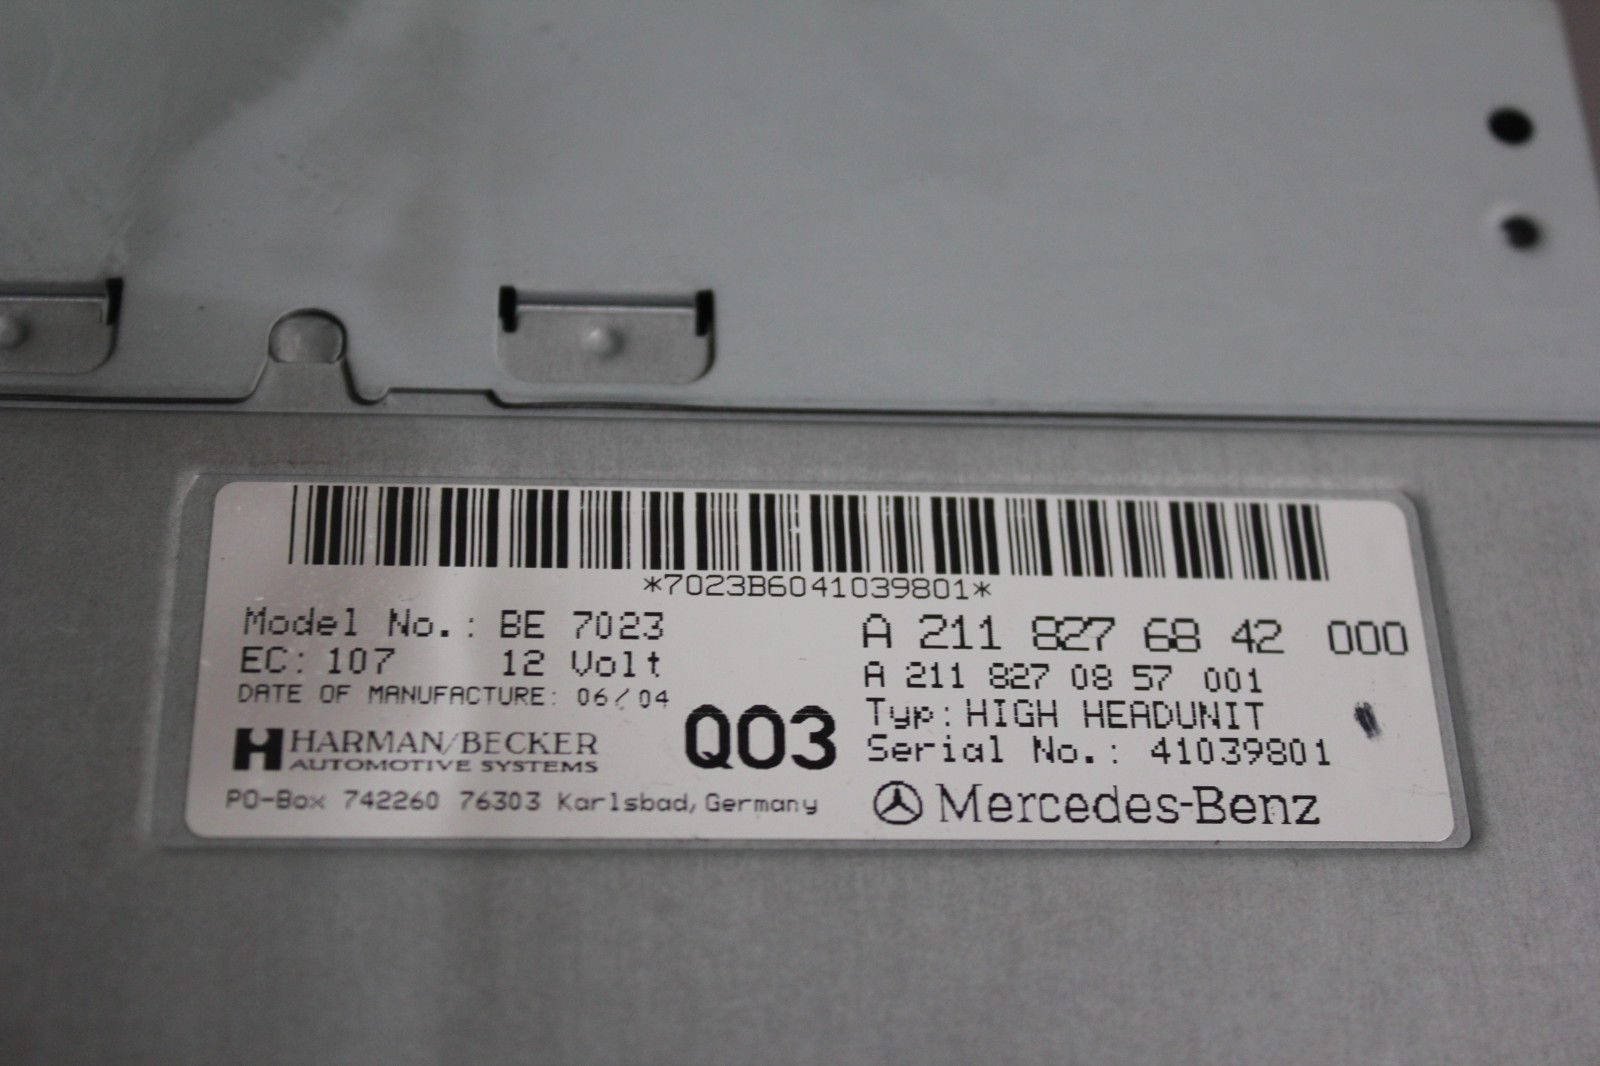 *7023B6041039801*
Model No.: BE 7023
EC: 107 12 Volt
DATE OF MANUFACTURE: 06/04
HARMAN/BECKER
AUTOMOTIVE SYSTEMS
PO-Box 742260 76303 Karlsbad, Germany
Q03
A 211 827 68 42 000
A 211 827 08 57 001
Typ: HIGH HEADUNIT
Serial No.: 41039801
Mercedes-Benz